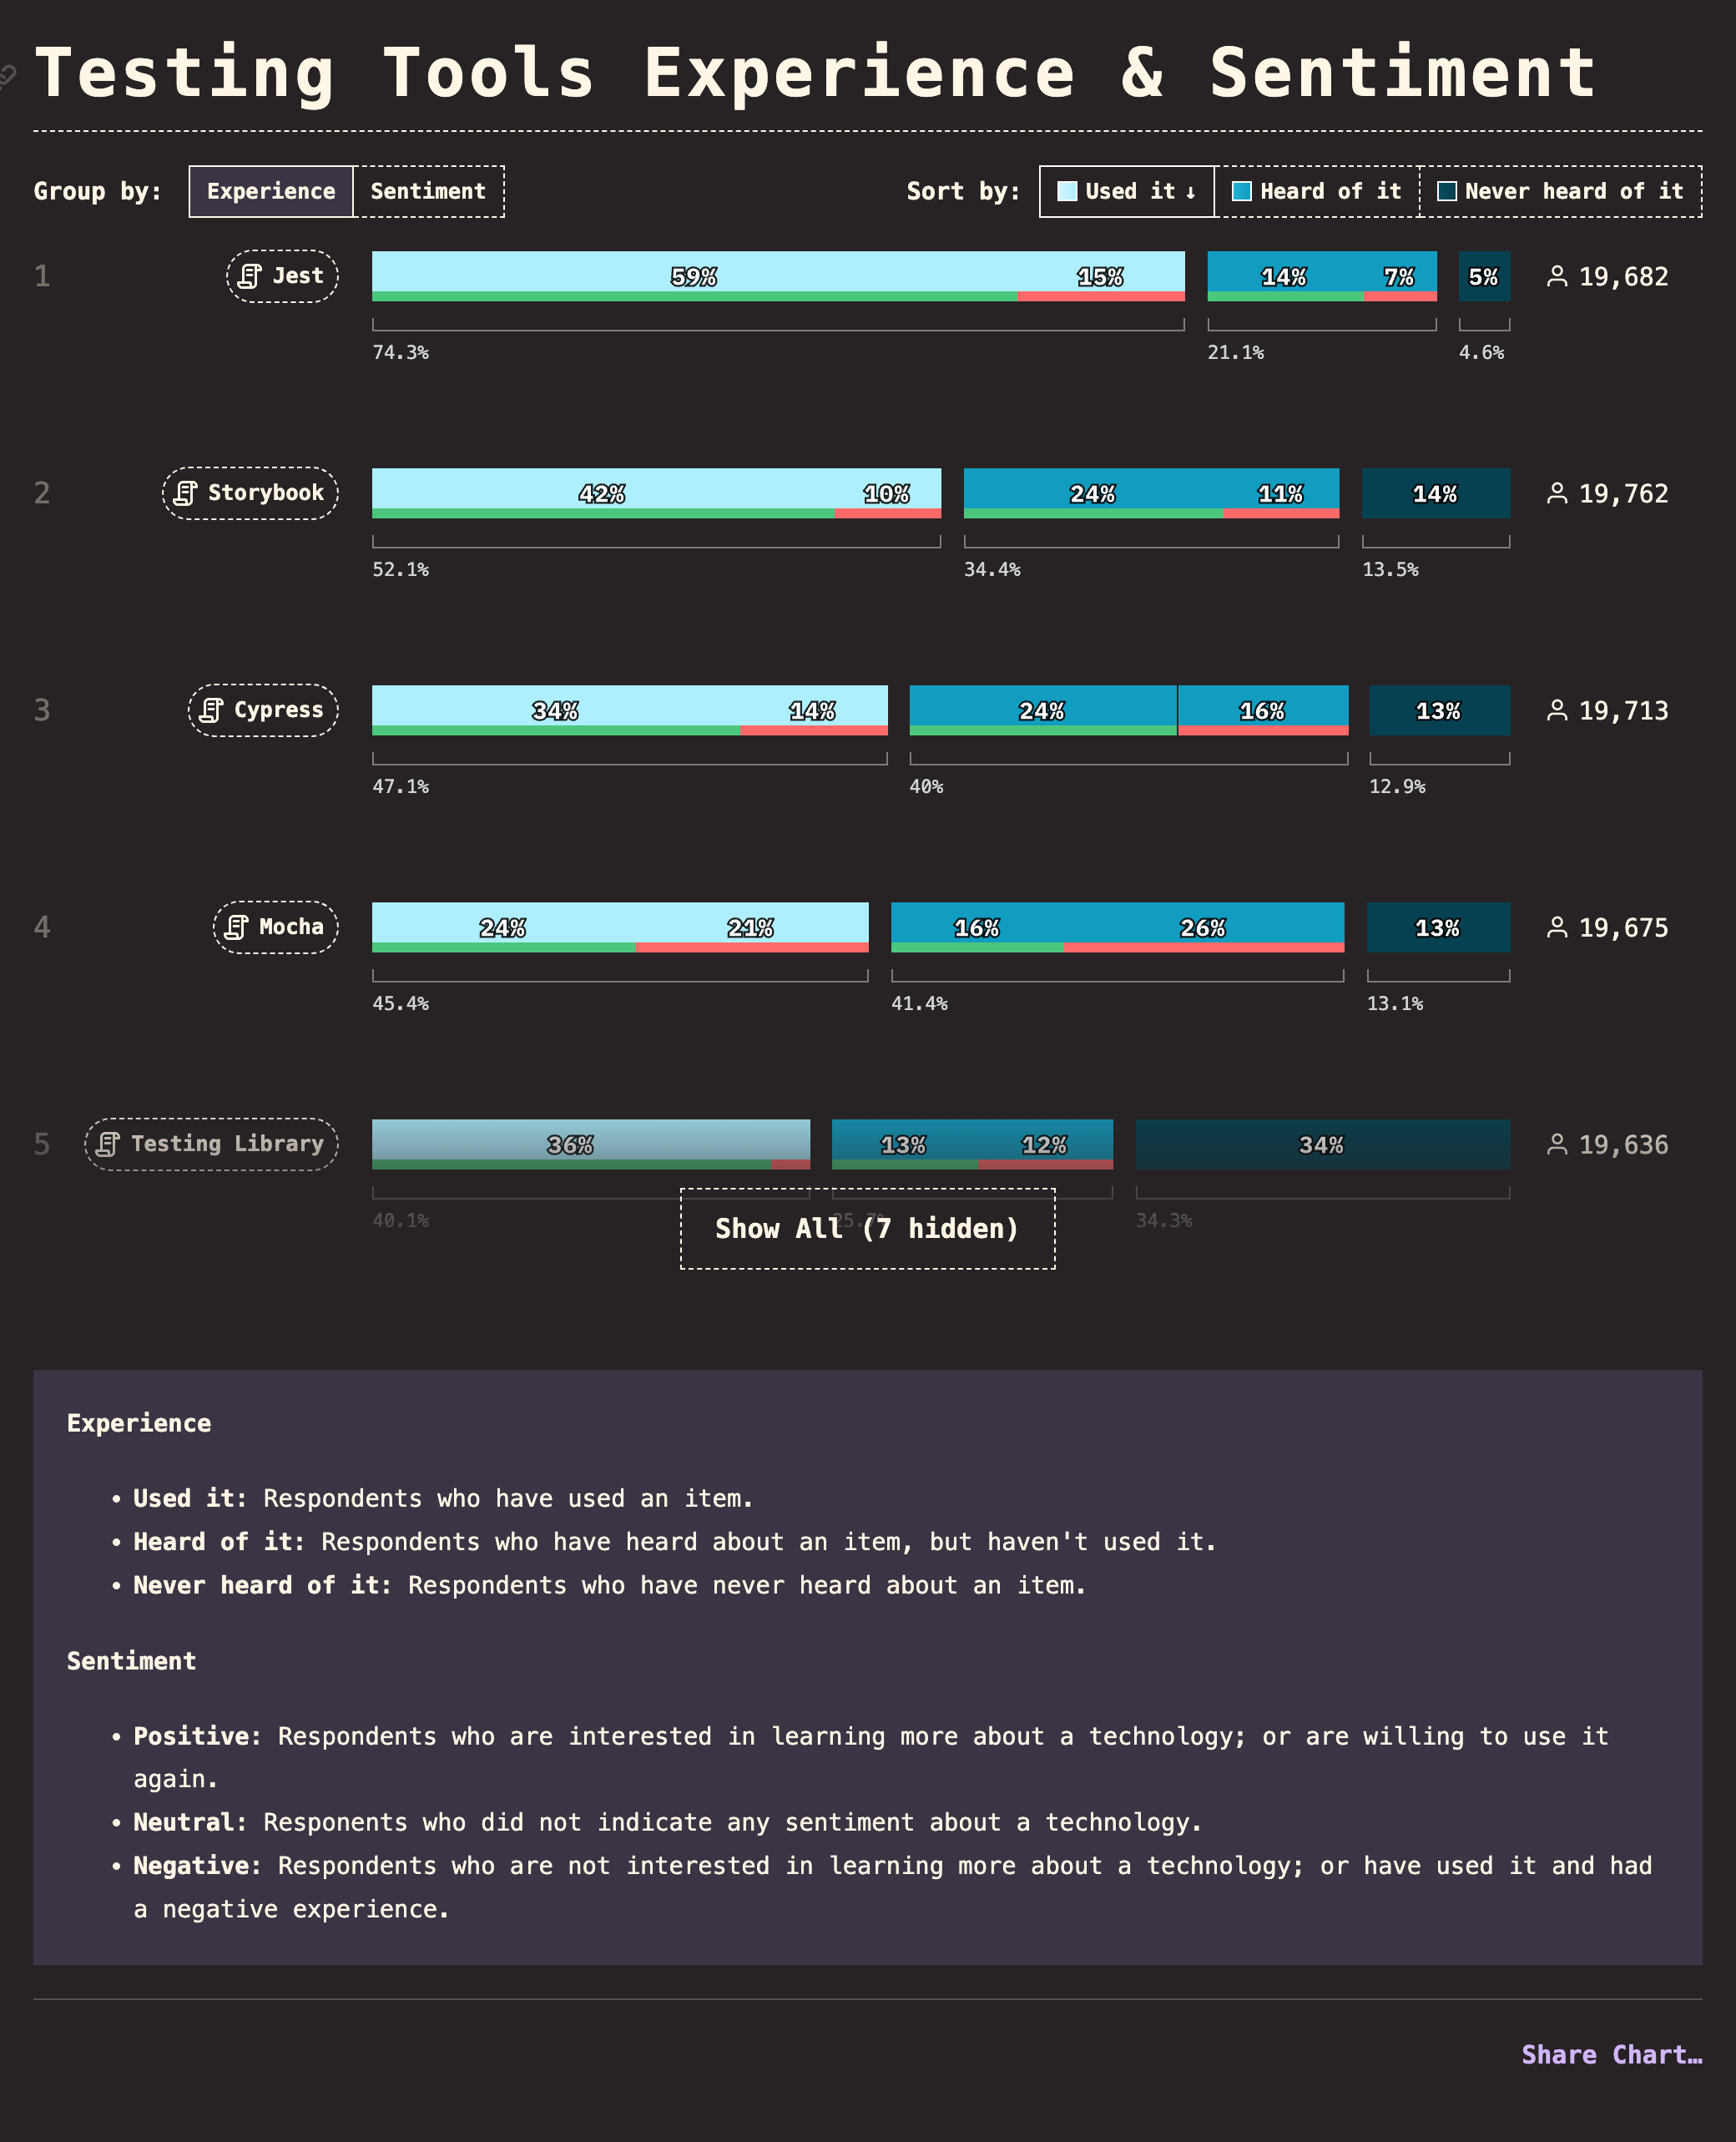 Testing Tools Experience & Sentiment
Group by: Experience Sentiment Sort by: Used it ↓ Heard of it Never heard of it
1 Jest 59% 15% 14% 7% 5% 19,682
74.3% 21.1% 4.6%
2 Storybook 42% 10% 24% 11% 14% 19,762
52.1% 34.4% 13.5%
3 Cypress 34% 14% 24% 16% 13% 19,713
47.1% 40% 12.9%
4 Mocha 24% 21% 16% 26% 13% 19,675
45.4% 41.4% 13.1%
5 Testing Library 36% 13% 12% 34% 19,636
40.1% 34.3%
Show All (7 hidden)
Experience
• Used it: Respondents who have used an item.
• Heard of it: Respondents who have heard about an item, but haven't used it.
• Never heard of it: Respondents who have never heard about an item.
Sentiment
• Positive: Respondents who are interested in learning more about a technology; or are willing to use it
again.
• Neutral: Responents who did not indicate any sentiment about a technology.
• Negative: Respondents who are not interested in learning more about a technology; or have used it and had
a negative experience.
Share Chart…